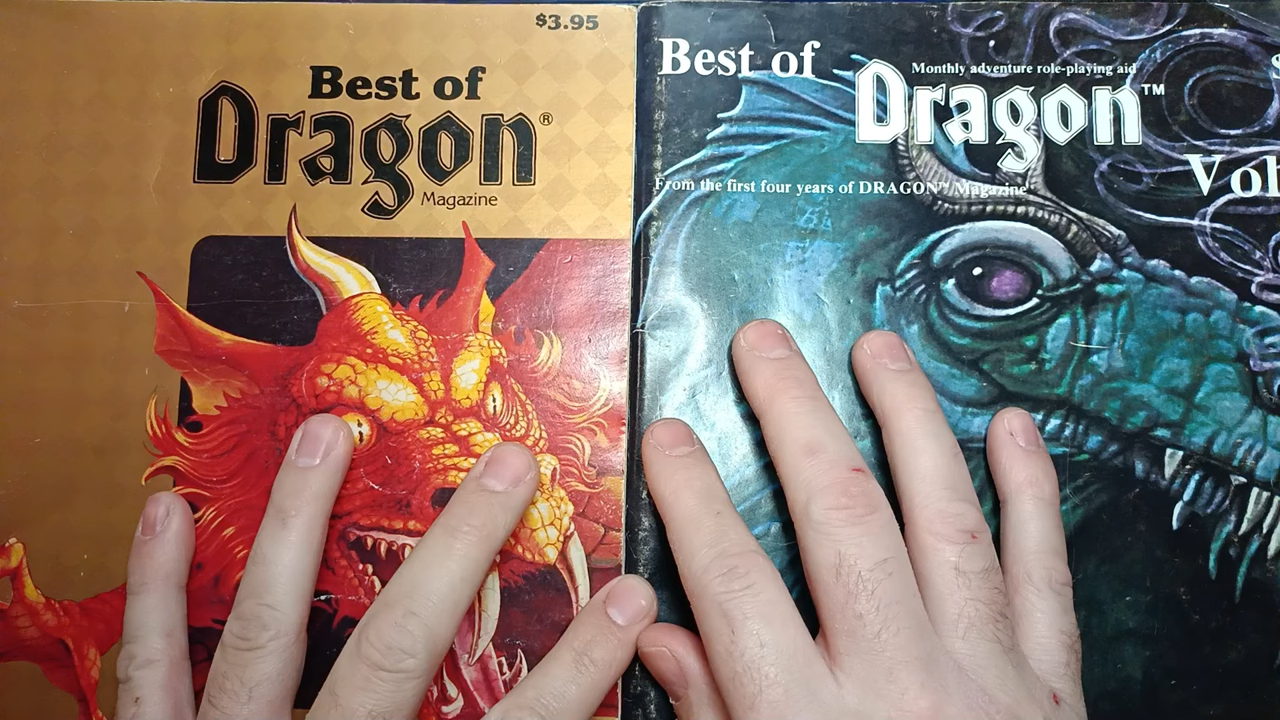 $3.95
Best of
Dragon®
Magazine
Best of
Monthly adventure role-playing aid
Dragon™
From the first four years of DRAGON™ Magazine